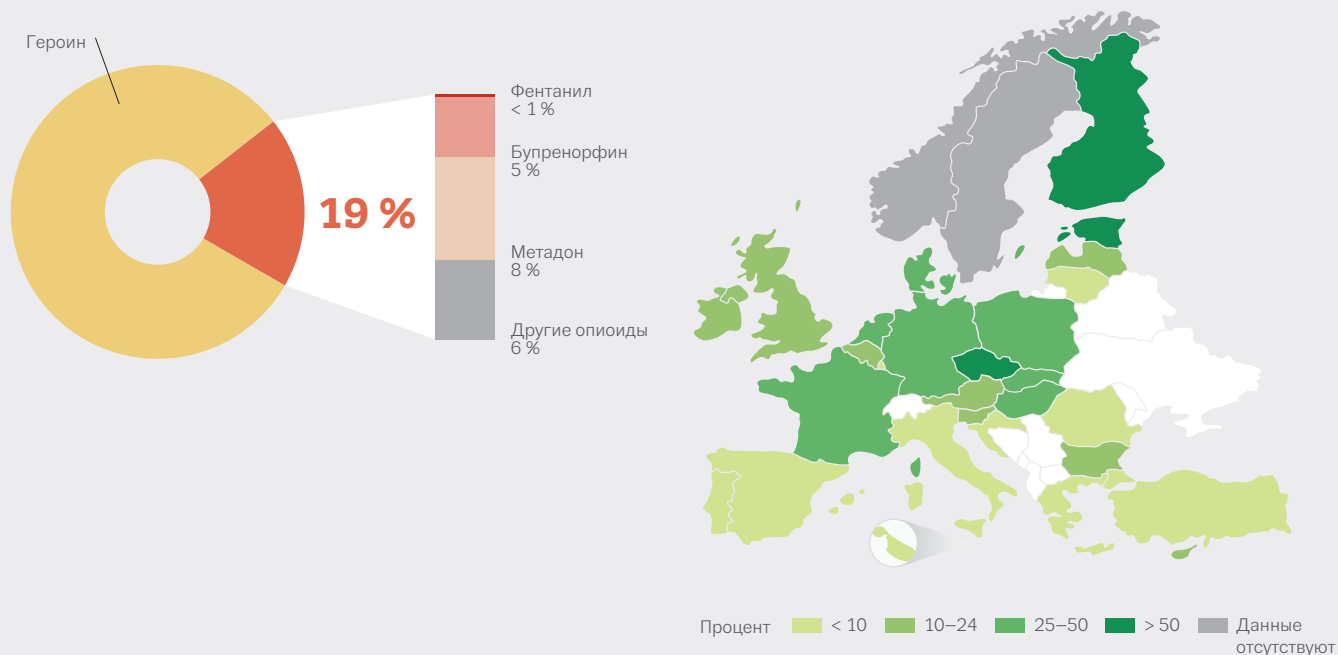 Героин
Фентанил
< 1 %
Бупренорфин
5 %
19 %
Метадон
8 %
Другие опиоиды
6 %
Процент
< 10
10–24
25–50
> 50
Данные
отсутствуют